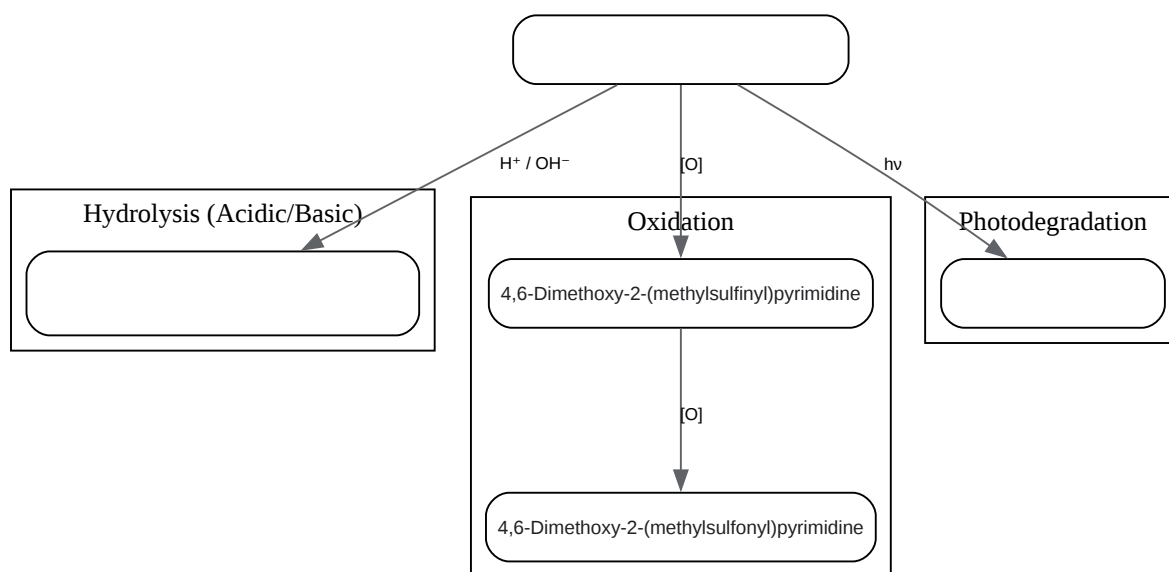 H⁺ / OH⁻
[O]
hν
Hydrolysis (Acidic/Basic)
Oxidation
Photodegradation
4,6-Dimethoxy-2-(methylsulfinyl)pyrimidine
[O]
4,6-Dimethoxy-2-(methylsulfonyl)pyrimidine